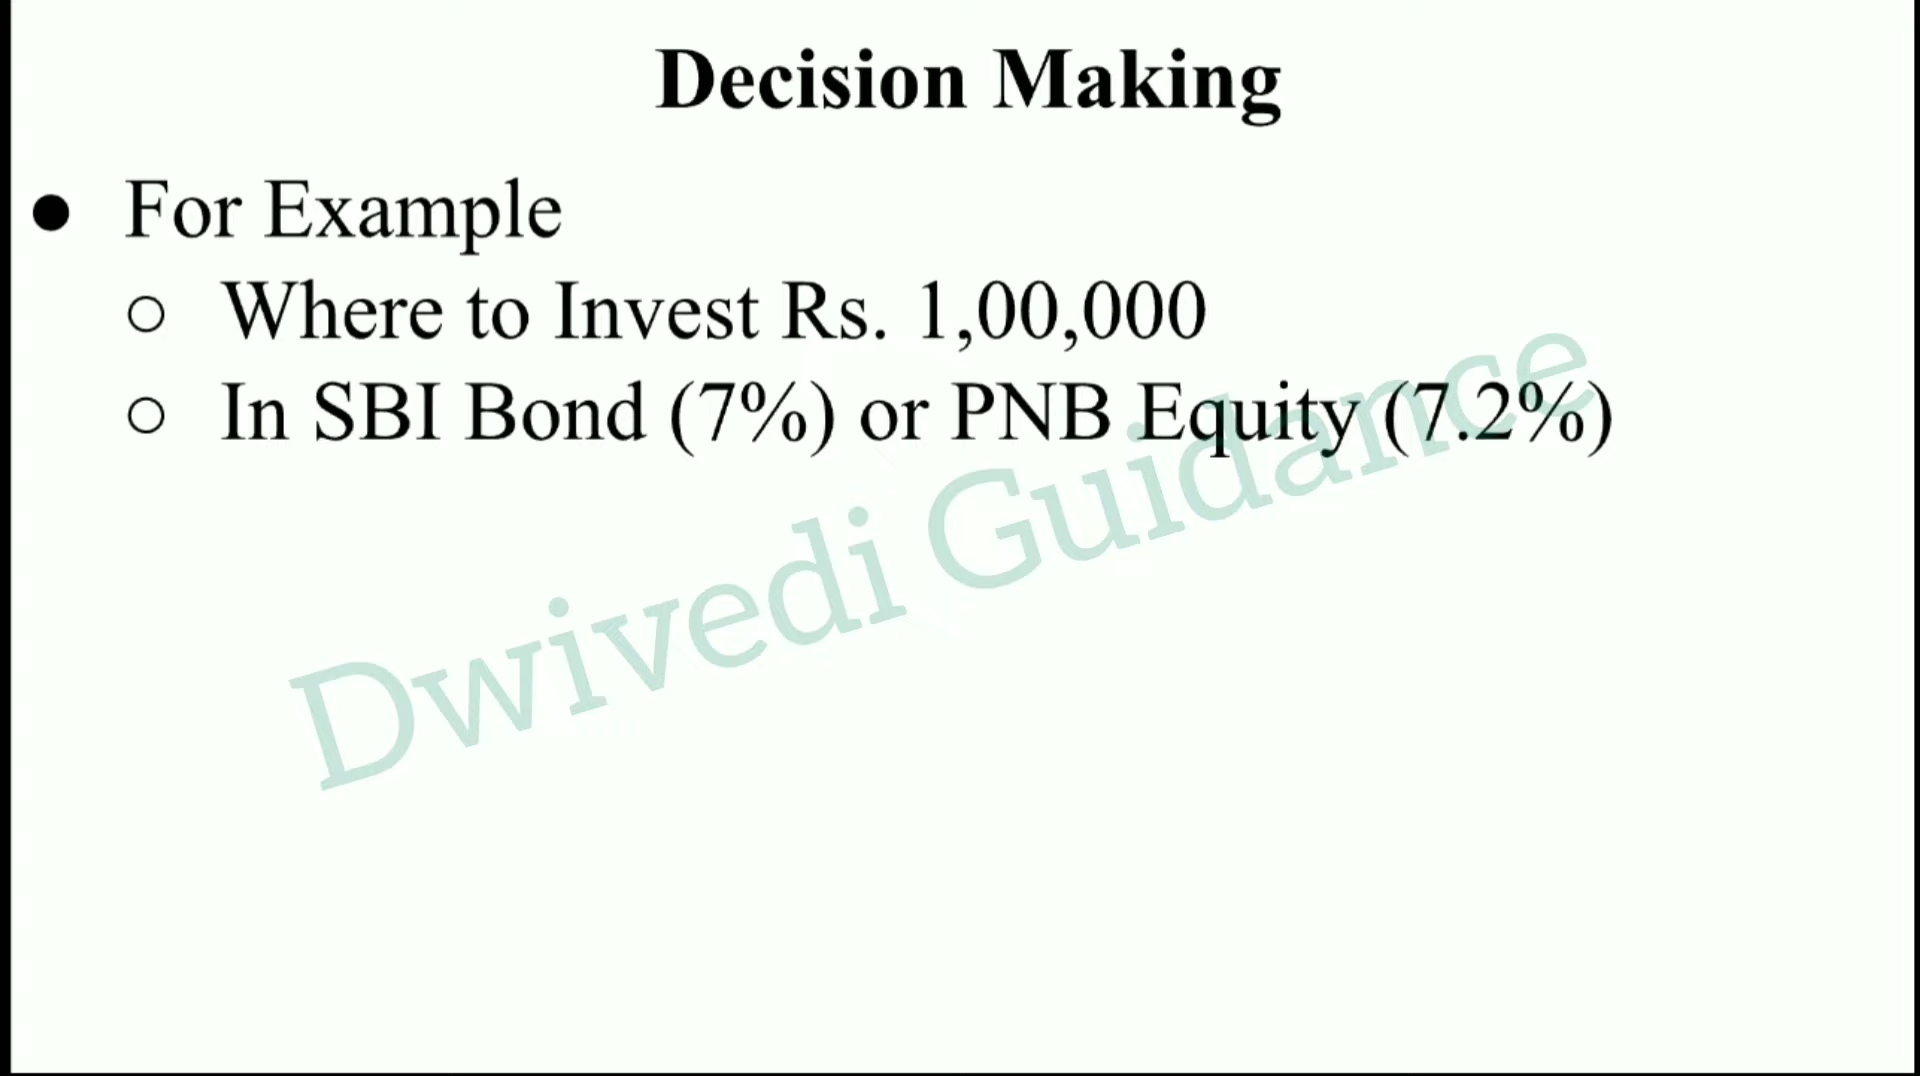 Decision Making
● For Example
○ Where to Invest Rs. 1,00,000
○ In SBI Bond (7%) or PNB Equity (7.2%)
Dwivedi Guidance